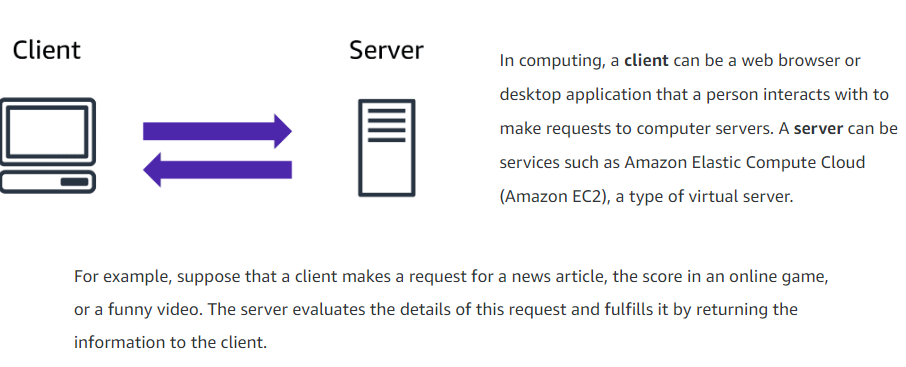 Client
Server
In computing, a client can be a web browser or
desktop application that a person interacts with to
make requests to computer servers. A server can be
services such as Amazon Elastic Compute Cloud
(Amazon EC2), a type of virtual server.
For example, suppose that a client makes a request for a news article, the score in an online game,
or a funny video. The server evaluates the details of this request and fulfills it by returning the
information to the client.